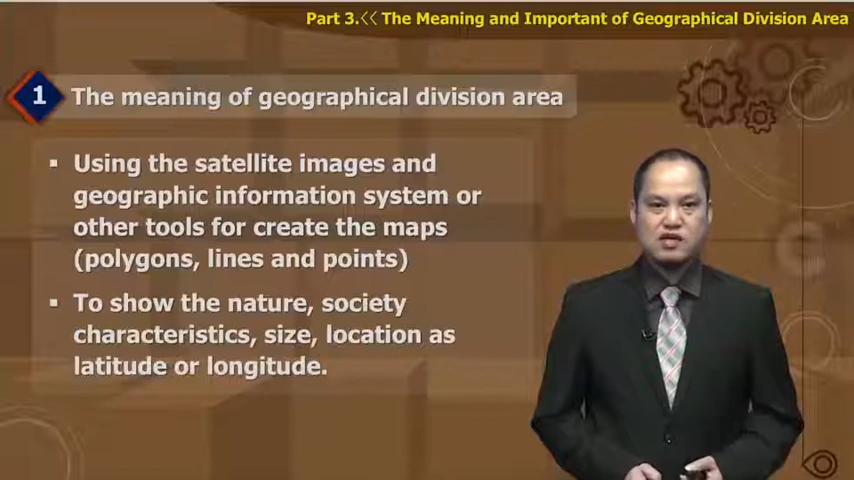 Part 3.<< The Meaning and Important of Geographical Division Area
1 The meaning of geographical division area
▪ Using the satellite images and
geographic information system or
other tools for create the maps
(polygons, lines and points)
▪ To show the nature, society
characteristics, size, location as
latitude or longitude.